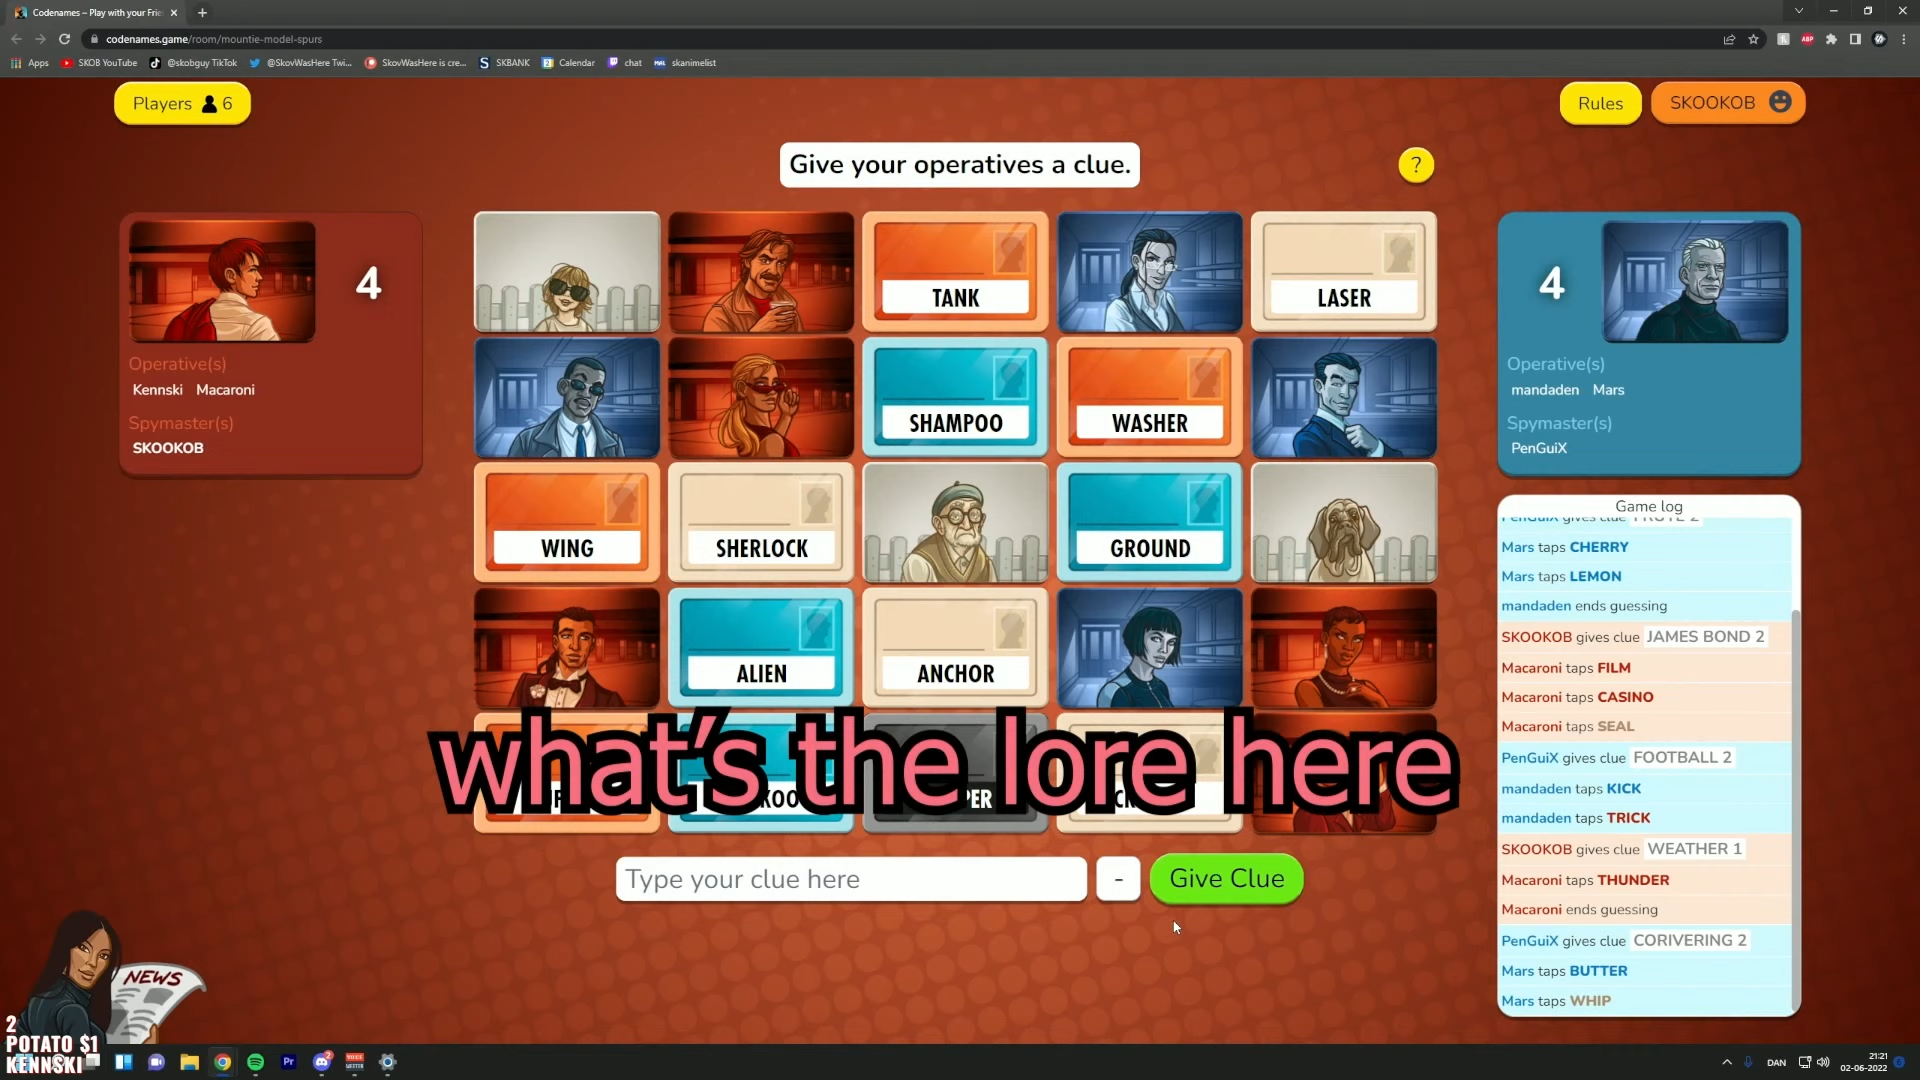 Codenames – Play with your Frie
codenames.game/room/mountie-model-spurs
Apps SKOB YouTube @skobguy TikTok @SkovWasHere Twi... SkovWasHere is cre... SKBANK Calendar chat skanimelist
Players 6
Rules
SKOOKOB
Give your operatives a clue.
?
4
Operative(s)
Kennski Macaroni
Spymaster(s)
SKOOKOB
TANK
LASER
SHAMPOO
WASHER
WING
SHERLOCK
GROUND
ALIEN
ANCHOR
what's the lore here
Type your clue here
-
Give Clue
4
Operative(s)
mandaden Mars
Spymaster(s)
PenGuiX
Game log
PenGuiX gives clue
Mars taps CHERRY
Mars taps LEMON
mandaden ends guessing
SKOOKOB gives clue JAMES BOND 2
Macaroni taps FILM
Macaroni taps CASINO
Macaroni taps SEAL
PenGuiX gives clue FOOTBALL 2
mandaden taps KICK
mandaden taps TRICK
SKOOKOB gives clue WEATHER 1
Macaroni taps THUNDER
Macaroni ends guessing
PenGuiX gives clue CORIVERING 2
Mars taps BUTTER
Mars taps WHIP
NEWS
2
POTATO $1
KENNSKI
DAN
21:21
02-06-2022